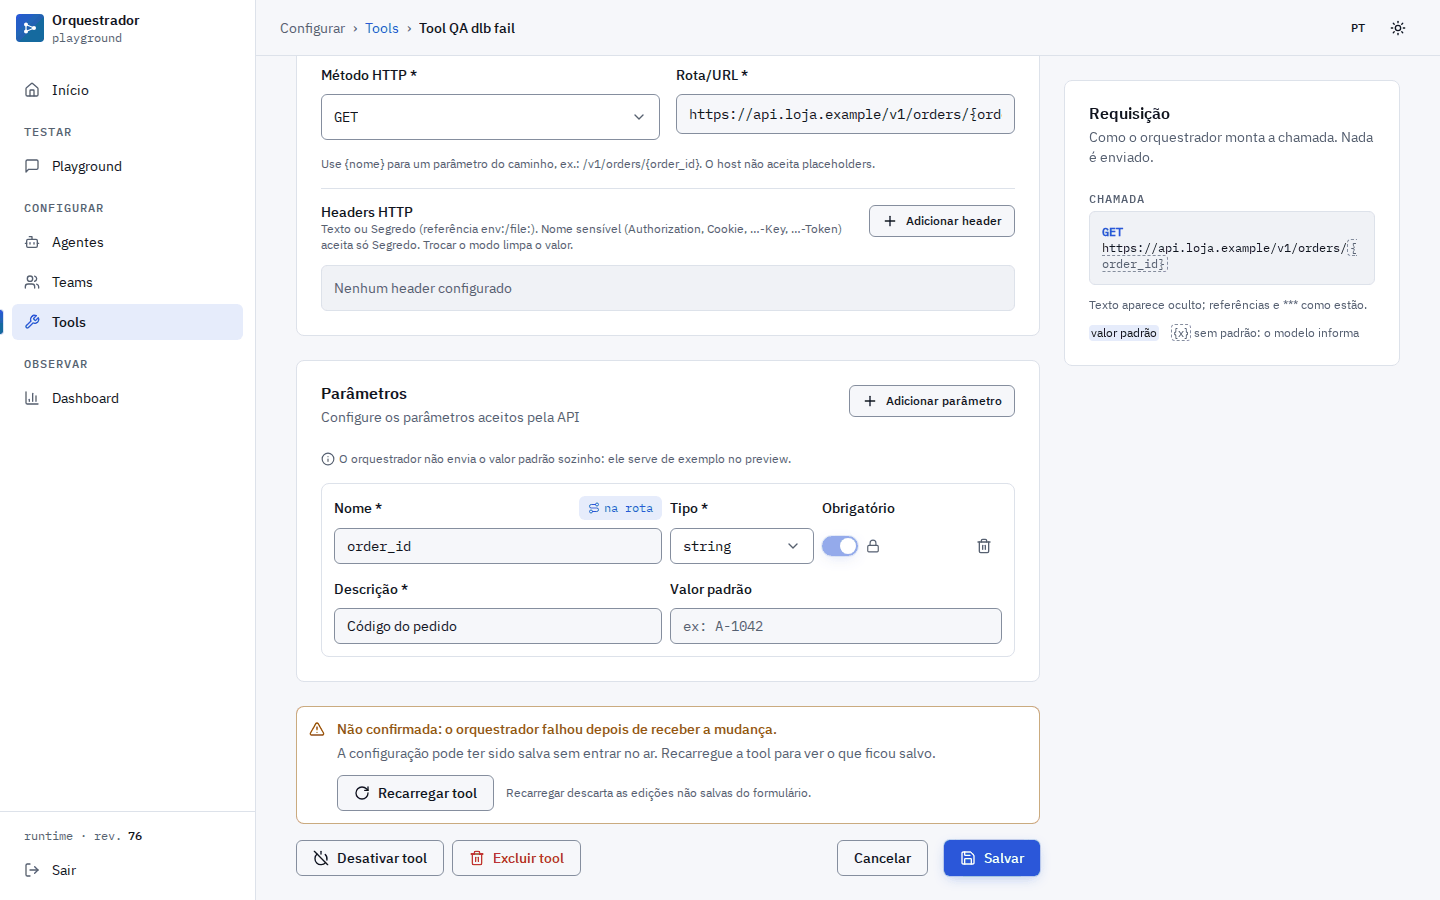 Orquestrador
playground
Início
TESTAR
Playground
CONFIGURAR
Agentes
Teams
Tools
OBSERVAR
Dashboard
runtime · rev. 76
Sair
Configurar › Tools › Tool QA dlb fail
PT
Método HTTP *
Rota/URL *
GET
https://api.loja.example/v1/orders/{ord
Use {nome} para um parâmetro do caminho, ex.: /v1/orders/{order_id}. O host não aceita placeholders.
Headers HTTP
Texto ou Segredo (referência env:/file:). Nome sensível (Authorization, Cookie, …-Key, …-Token)
aceita só Segredo. Trocar o modo limpa o valor.
Adicionar header
Nenhum header configurado
Parâmetros
Configure os parâmetros aceitos pela API
Adicionar parâmetro
O orquestrador não envia o valor padrão sozinho: ele serve de exemplo no preview.
Nome *
na rota
Tipo *
Obrigatório
order_id
string
Descrição *
Valor padrão
Código do pedido
ex: A-1042
Não confirmada: o orquestrador falhou depois de receber a mudança.
A configuração pode ter sido salva sem entrar no ar. Recarregue a tool para ver o que ficou salvo.
Recarregar tool
Recarregar descarta as edições não salvas do formulário.
Desativar tool
Excluir tool
Cancelar
Salvar
Requisição
Como o orquestrador monta a chamada. Nada
é enviado.
CHAMADA
GET
https://api.loja.example/v1/orders/{
order_id}
Texto aparece oculto; referências e *** como estão.
valor padrão {x} sem padrão: o modelo informa